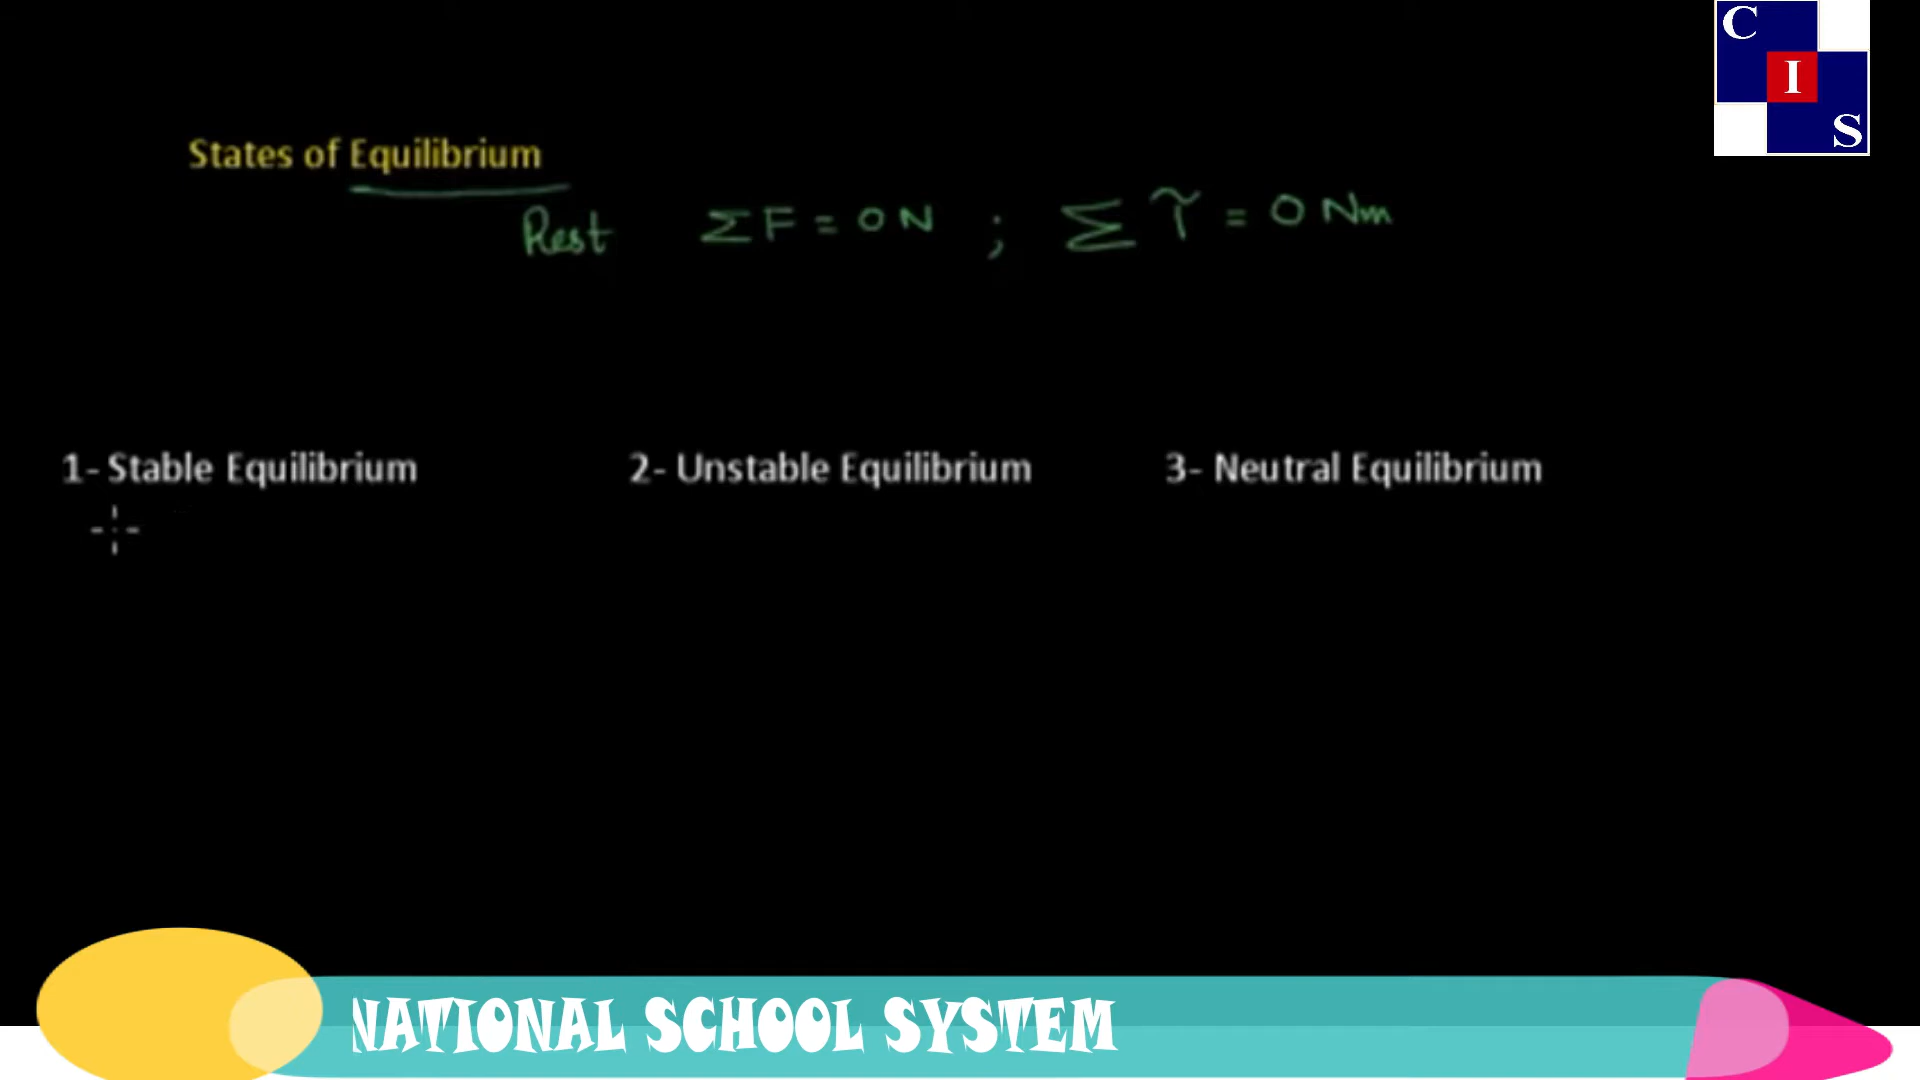 C
I
S
States of Equilibrium
Rest ΣF = 0 N ; Στ = 0 Nm
1- Stable Equilibrium 2- Unstable Equilibrium 3- Neutral Equilibrium
NATIONAL SCHOOL SYSTEM